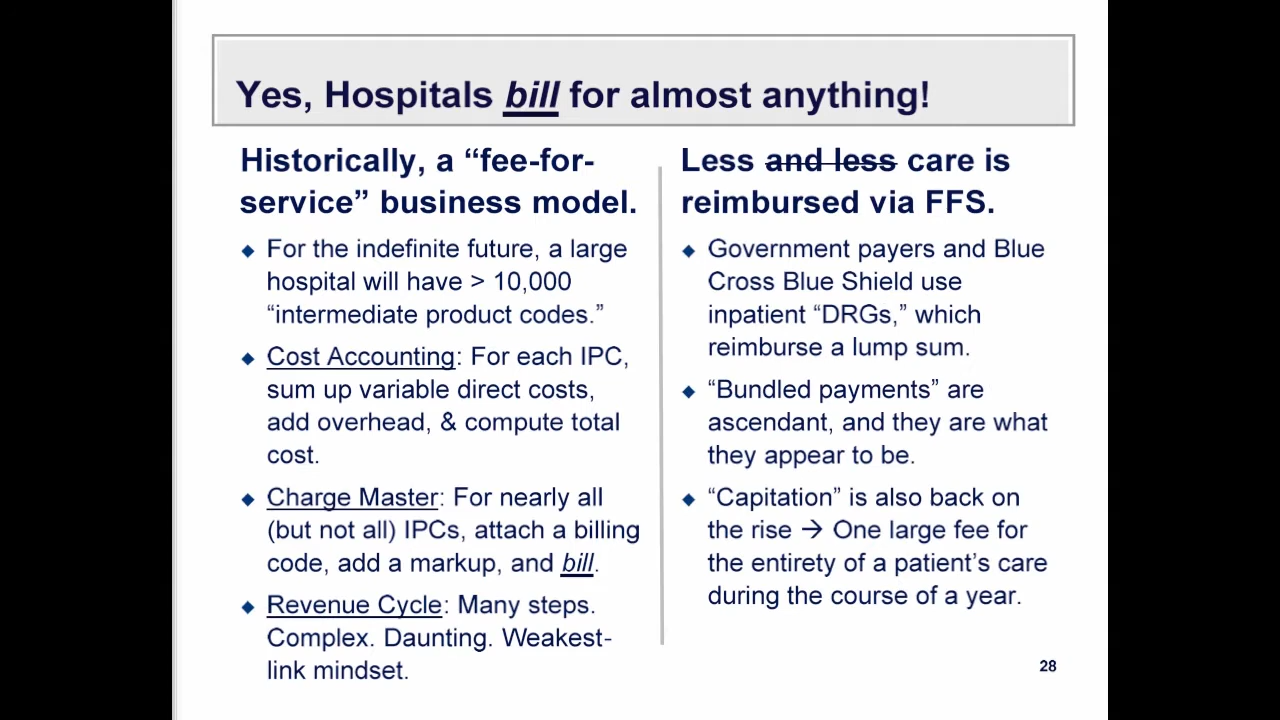 Yes, Hospitals bill for almost anything!
Historically, a “fee-for-
service” business model.
◆ For the indefinite future, a large
hospital will have > 10,000
“intermediate product codes.”
◆ Cost Accounting: For each IPC,
sum up variable direct costs,
add overhead, & compute total
cost.
◆ Charge Master: For nearly all
(but not all) IPCs, attach a billing
code, add a markup, and bill.
◆ Revenue Cycle: Many steps.
Complex. Daunting. Weakest-
link mindset.
Less and less care is
reimbursed via FFS.
◆ Government payers and Blue
Cross Blue Shield use
inpatient “DRGs,” which
reimburse a lump sum.
◆ “Bundled payments” are
ascendant, and they are what
they appear to be.
◆ “Capitation” is also back on
the rise → One large fee for
the entirety of a patient’s care
during the course of a year.
28